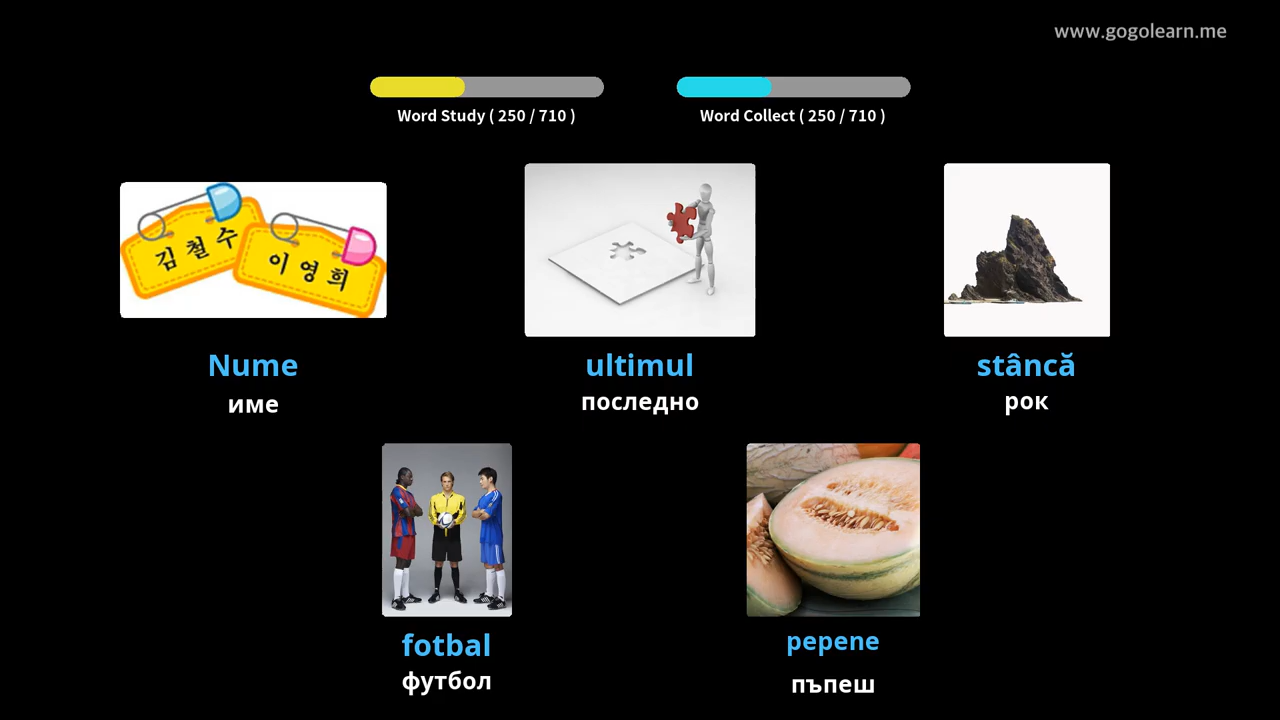 www.gogolearn.me
Word Study ( 250 / 710 )
Word Collect ( 250 / 710 )
김철수
이영희
Nume
име
ultimul
последно
stâncă
рок
fotbal
футбол
pepene
пъпеш